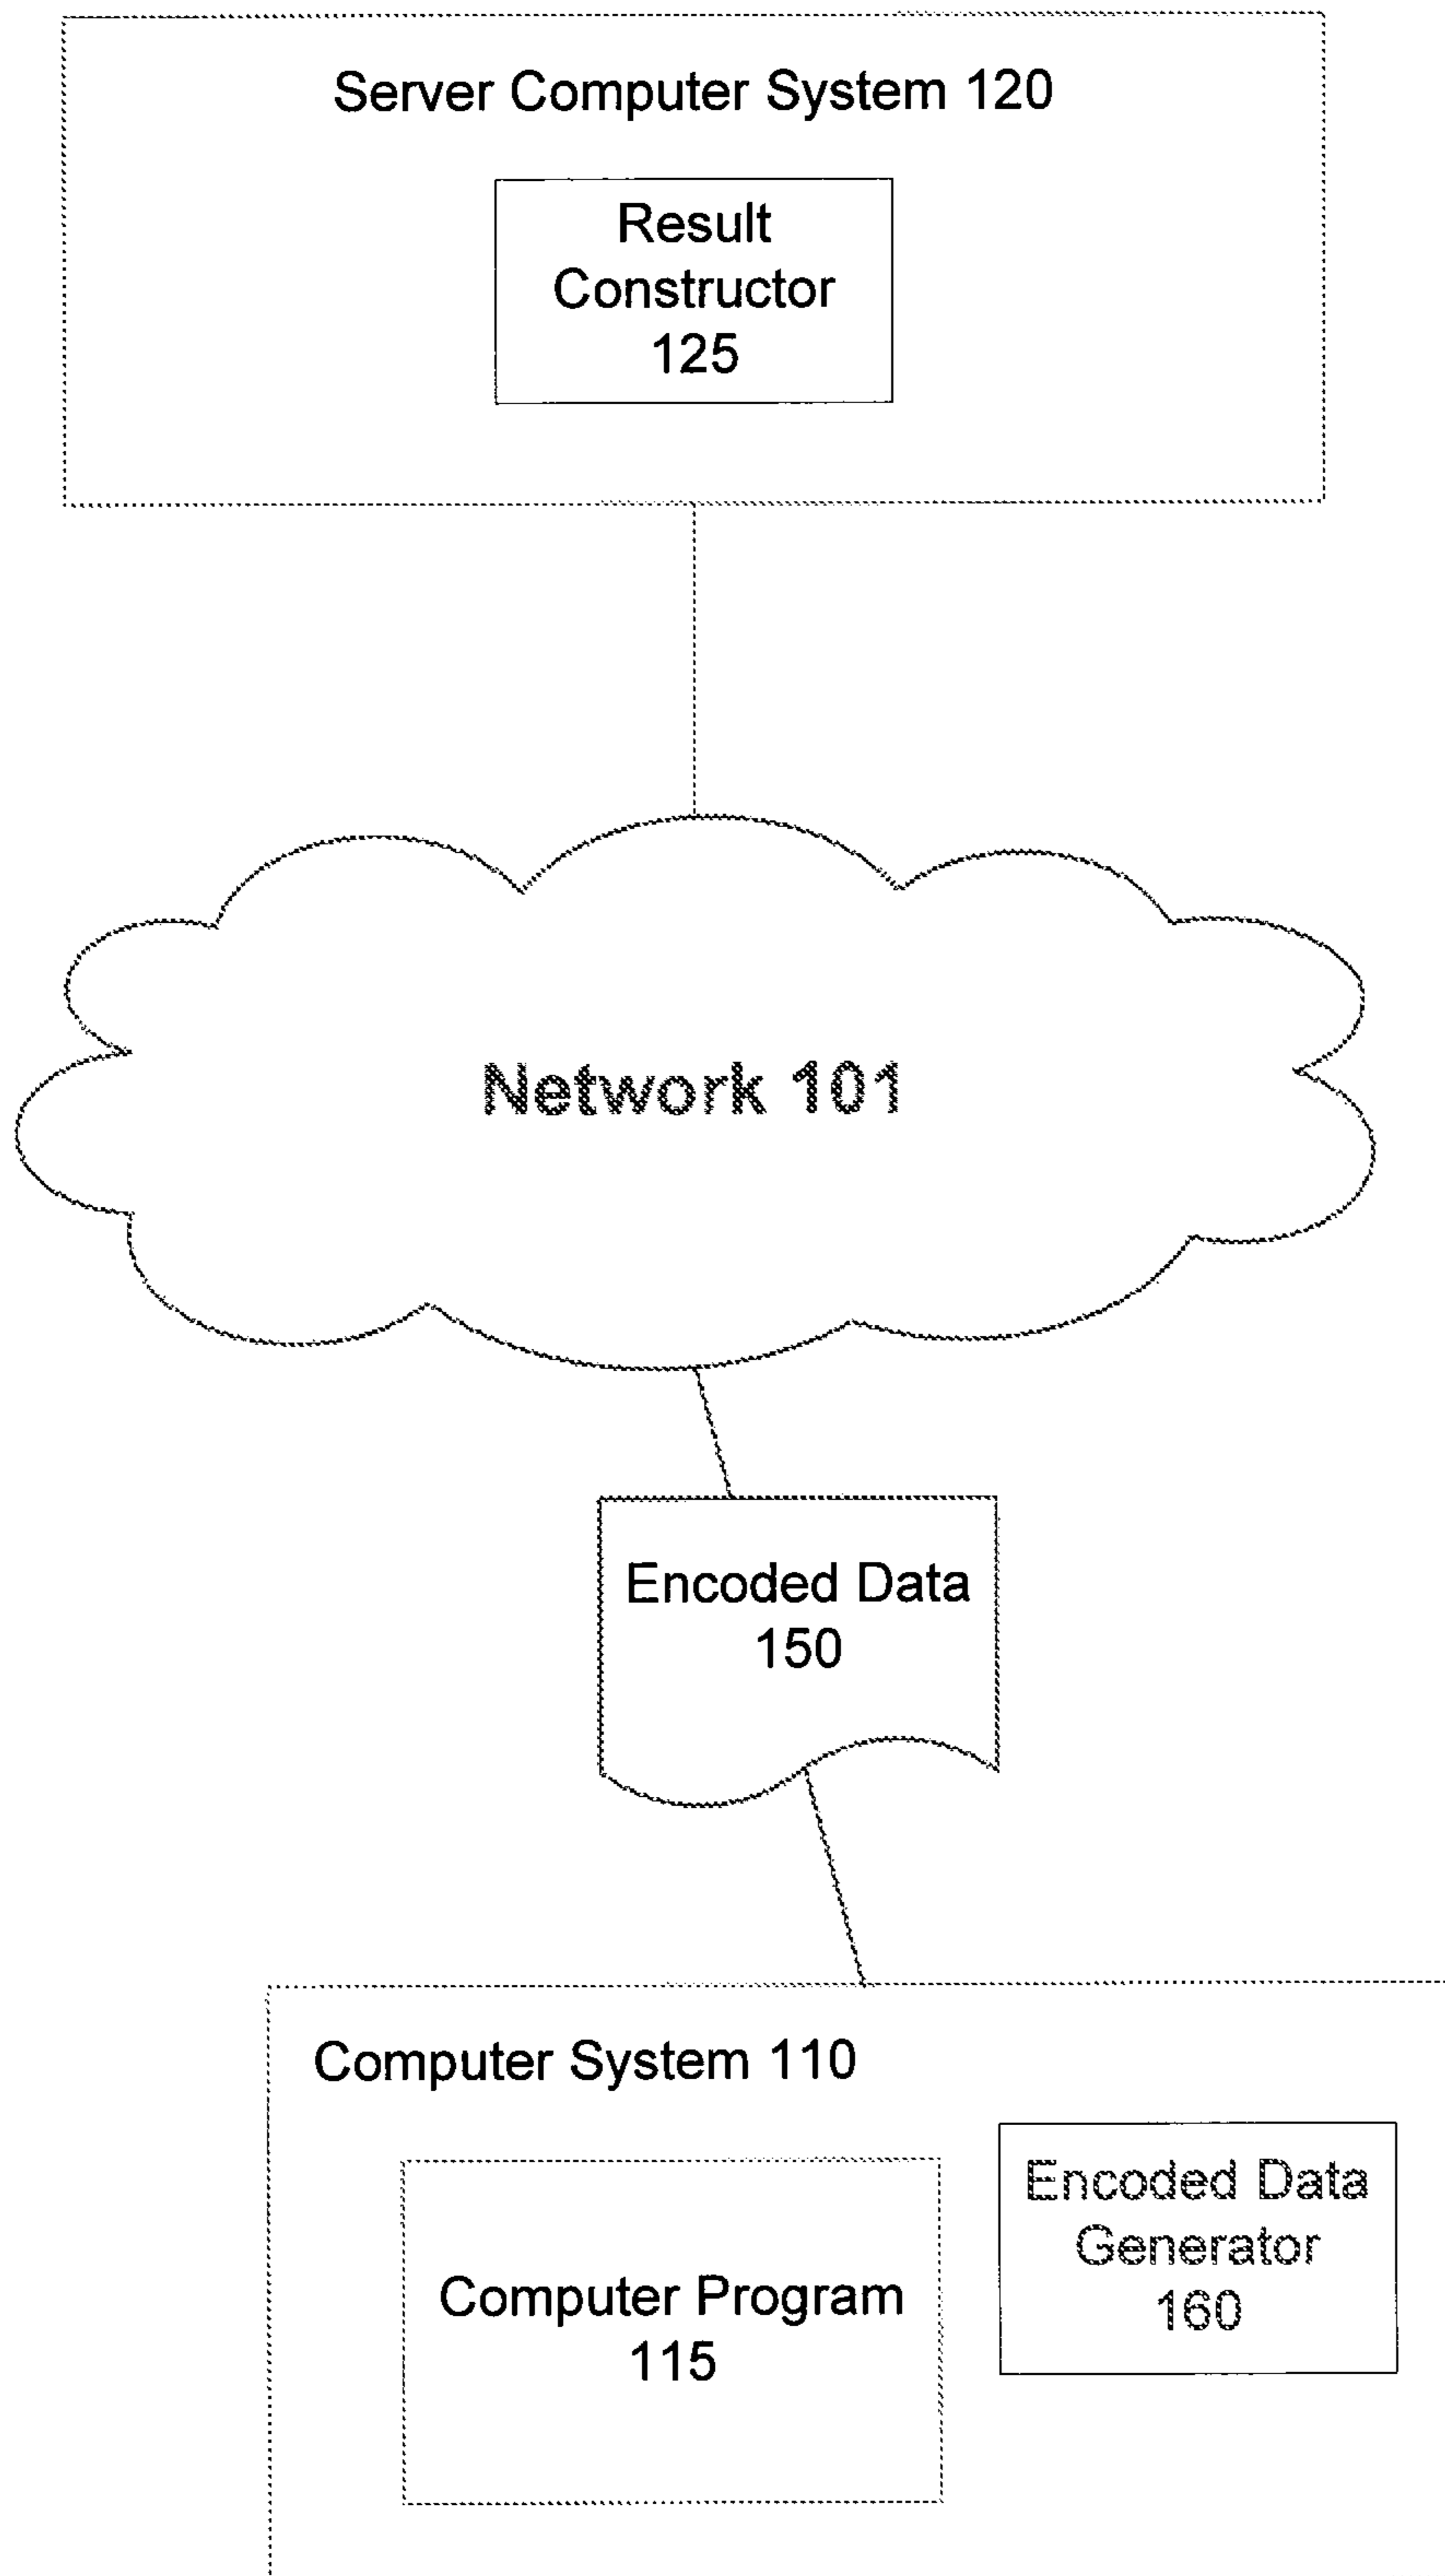 Server Computer System 120
Result
Constructor
125
Network 101
Encoded Data
150
Computer System 110
Encoded Data
Generator
160
Computer Program
115